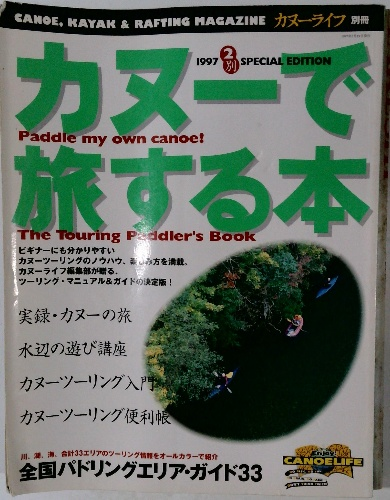 CANOE, KAYAK & RAFTING MAGAZINE カヌーライフ 別冊
1997 2別 SPECIAL EDITION
カヌーで
Paddle my own canoe!
旅する本
The Touring Paddler's Book
ビギナーにも分かりやすい
カヌーツーリングのノウハウ、楽しみ方を満載。
カヌーライフ編集部が贈る、
ツーリング・マニュアル&ガイドの決定版!
実録・カヌーの旅
水辺の遊び講座
カヌーツーリング入門
カヌーツーリング便利帳
川、湖、海、合計33エリアのツーリング情報をオールカラーで紹介
全国パドリングエリア・ガイド33
Enjoy!
CANOELIFE